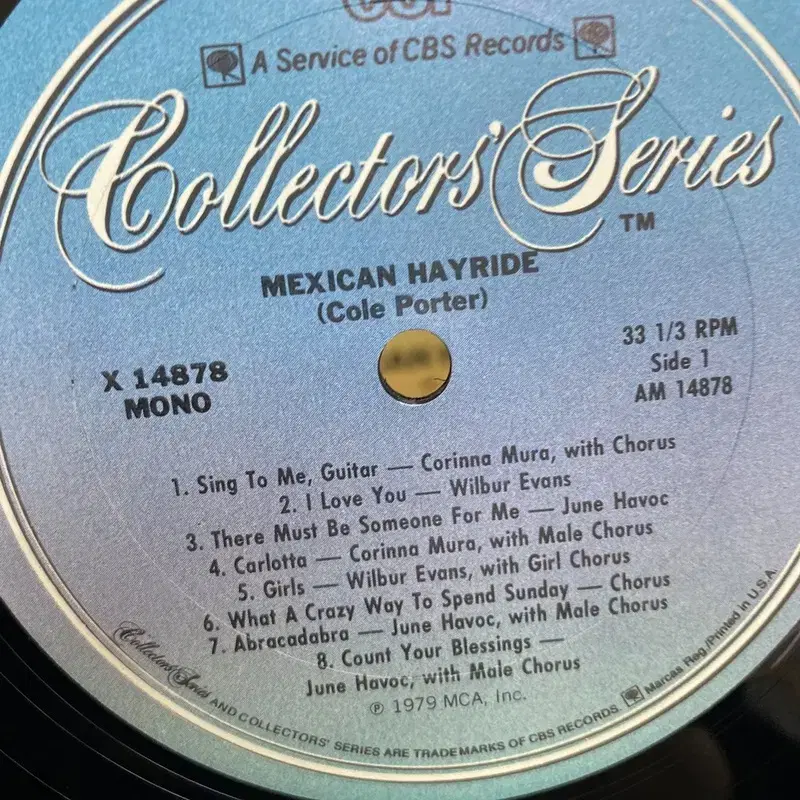 A Service of CBS Records
Collectors' Series
TM
MEXICAN HAYRIDE
(Cole Porter)
X 14878
MONO
33 1/3 RPM
Side 1
AM 14878
1. Sing To Me, Guitar — Corinna Mura, with Chorus
2. I Love You — Wilbur Evans
3. There Must Be Someone For Me — June Havoc
4. Carlotta — Corinna Mura, with Male Chorus
5. Girls — Wilbur Evans, with Girl Chorus
6. What A Crazy Way To Spend Sunday — Chorus
7. Abracadabra — June Havoc, with Male Chorus
8. Count Your Blessings —
June Havoc, with Male Chorus
℗ 1979 MCA, Inc.
Collectors' Series AND COLLECTORS' SERIES ARE TRADEMARKS OF CBS RECORDS. Marcas Reg./Printed in U.S.A.